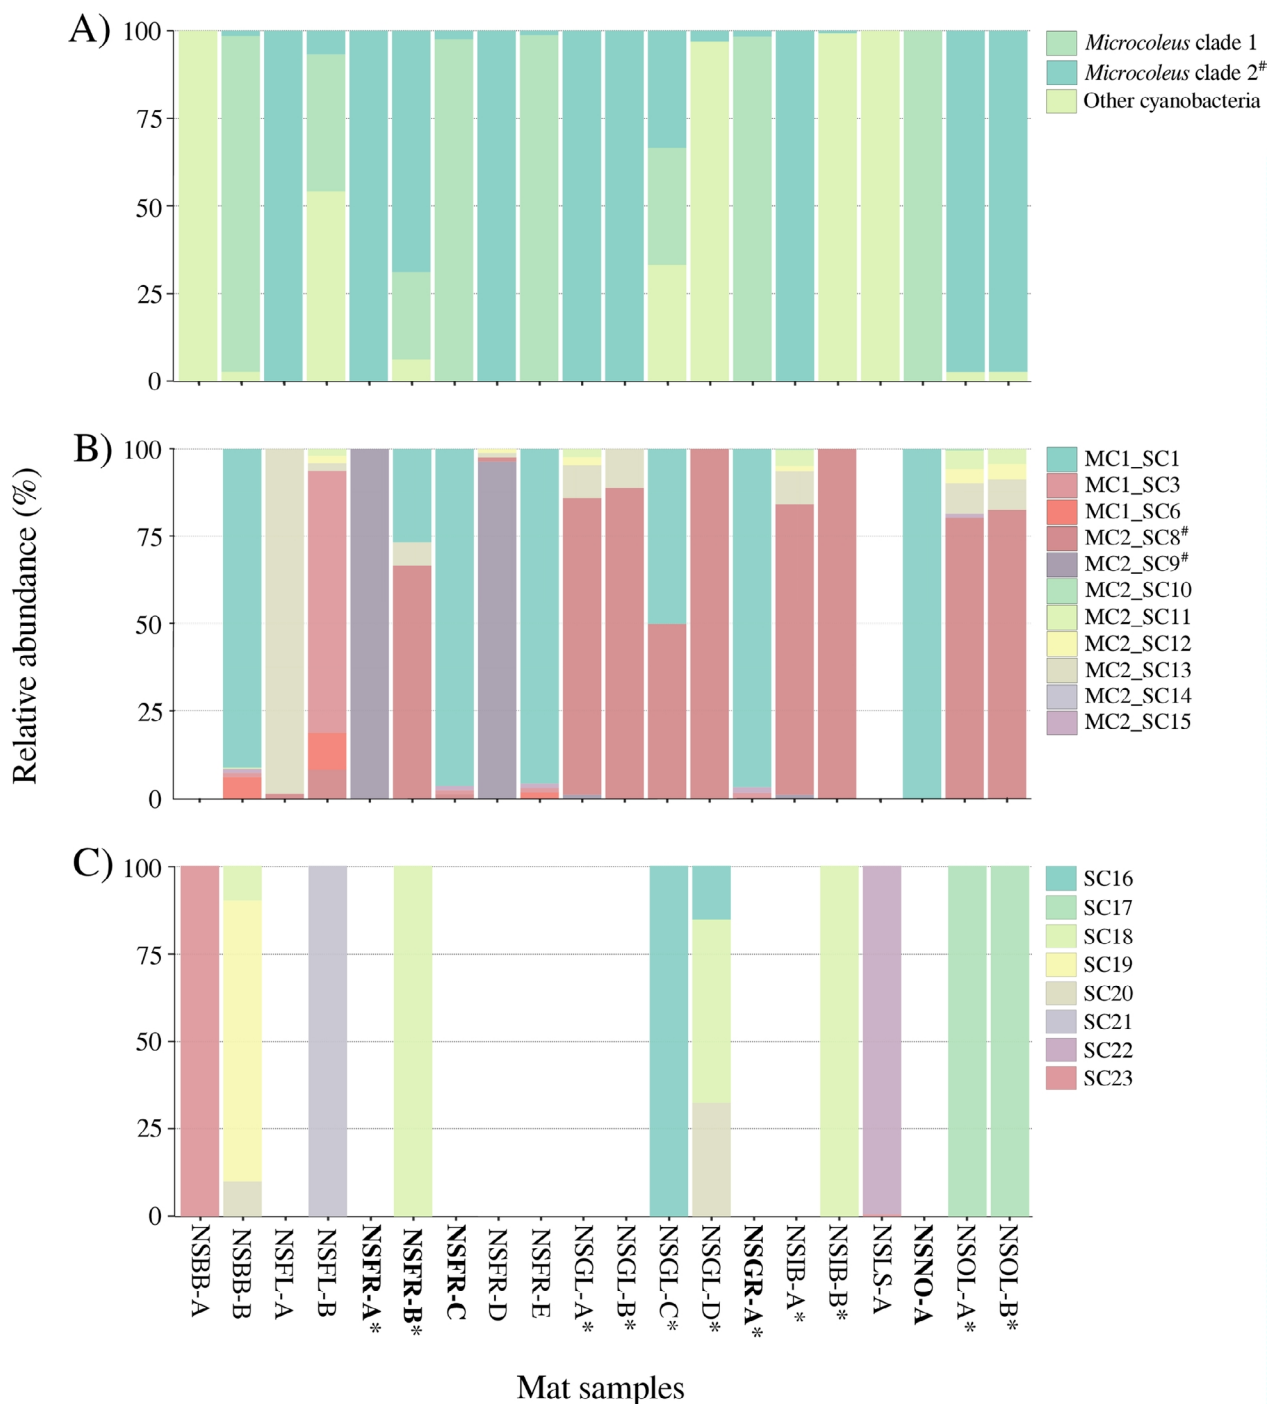 A)
100
75
50
25
0
Microcoleus clade 1
Microcoleus clade 2#
Other cyanobacteria
B)
100
75
50
25
0
MC1_SC1
MC1_SC3
MC1_SC6
MC2_SC8#
MC2_SC9#
MC2_SC10
MC2_SC11
MC2_SC12
MC2_SC13
MC2_SC14
MC2_SC15
Relative abundance (%)
C)
100
75
50
25
0
SC16
SC17
SC18
SC19
SC20
SC21
SC22
SC23
NSBB-A
NSBB-B
NSFL-A
NSFL-B
NSFR-A*
NSFR-B*
NSFR-C
NSFR-D
NSFR-E
NSGL-A*
NSGL-B*
NSGL-C*
NSGL-D*
NSGR-A*
NSIB-A*
NSIB-B*
NSLS-A
NSNO-A
NSOL-A*
NSOL-B*
Mat samples